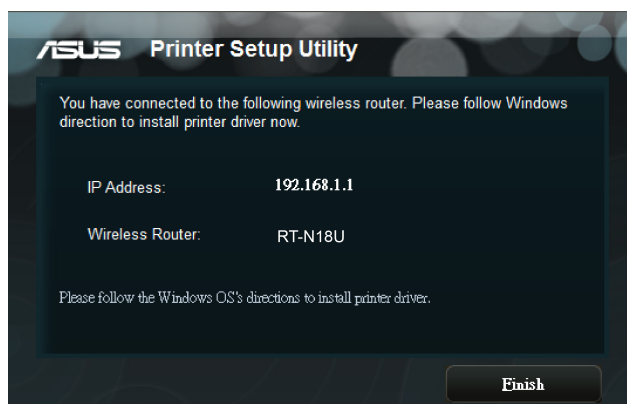 ASUS Printer Setup Utility
You have connected to the following wireless router. Please follow Windows
direction to install printer driver now.
IP Address: 192.168.1.1
Wireless Router: RT-N18U
Please follow the Windows OS's directions to install printer driver.
Finish